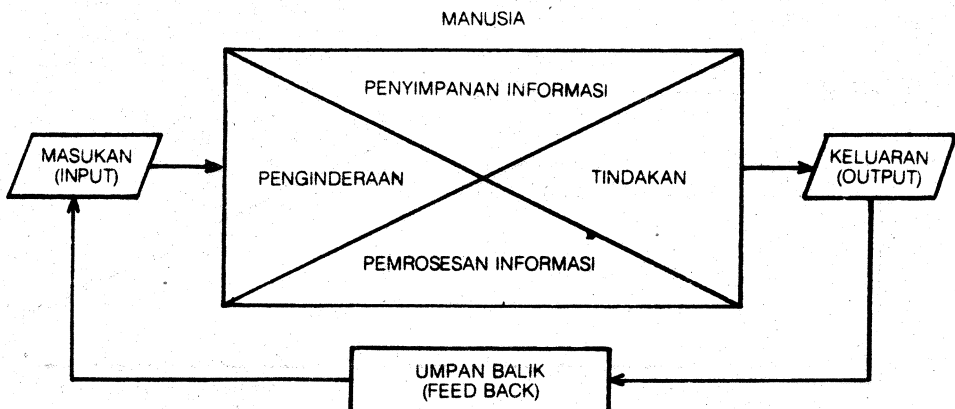 MANUSIA
PENYIMPANAN INFORMASI
MASUKAN
(INPUT)
PENGINDERAAN
TINDAKAN
KELUARAN
(OUTPUT)
PEMROSESAN INFORMASI
UMPAN BALIK
(FEED BACK)